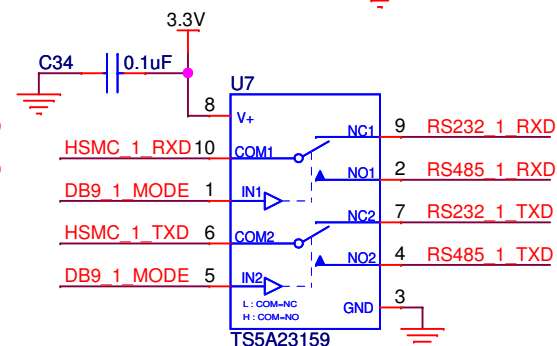 3.3V
C34 0.1uF
U7
8 V+
NC1 9 RS232_1_RXD
HSMC_1_RXD 10 COM1
NO1 2 RS485_1_RXD
DB9_1_MODE 1 IN1
NC2 7 RS232_1_TXD
HSMC_1_TXD 6 COM2
NO2 4 RS485_1_TXD
DB9_1_MODE 5 IN2
L : COM=NC
GND 3
H : COM=NO
TS5A23159